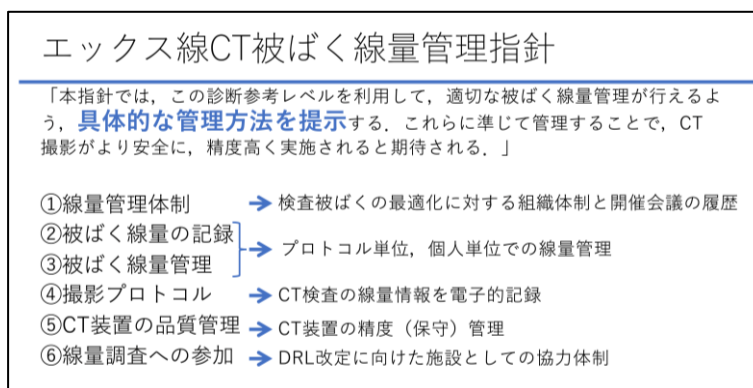 エックス線CT被ばく線量管理指針
「本指針では，この診断参考レベルを利用して，適切な被ばく線量管理が行えるよ
う，具体的な管理方法を提示する．これらに準じて管理することで，CT
撮影がより安全に，精度高く実施されると期待される．」
①線量管理体制 → 検査被ばくの最適化に対する組織体制と開催会議の履歴
②被ばく線量の記録
③被ばく線量管理
→ プロトコル単位，個人単位での線量管理
④撮影プロトコル → CT検査の線量情報を電子的記録
⑤CT装置の品質管理 → CT装置の精度（保守）管理
⑥線量調査への参加 → DRL改定に向けた施設としての協力体制